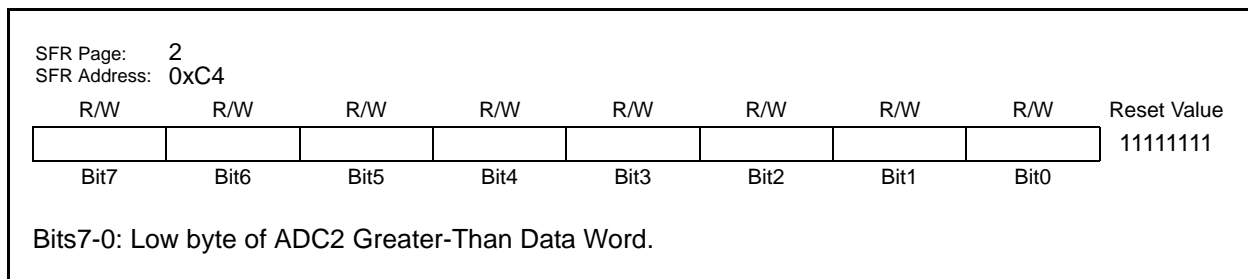 SFR Page: 2
SFR Address: 0xC4
R/W R/W R/W R/W R/W R/W R/W R/W Reset Value
11111111
Bit7 Bit6 Bit5 Bit4 Bit3 Bit2 Bit1 Bit0
Bits7-0: Low byte of ADC2 Greater-Than Data Word.